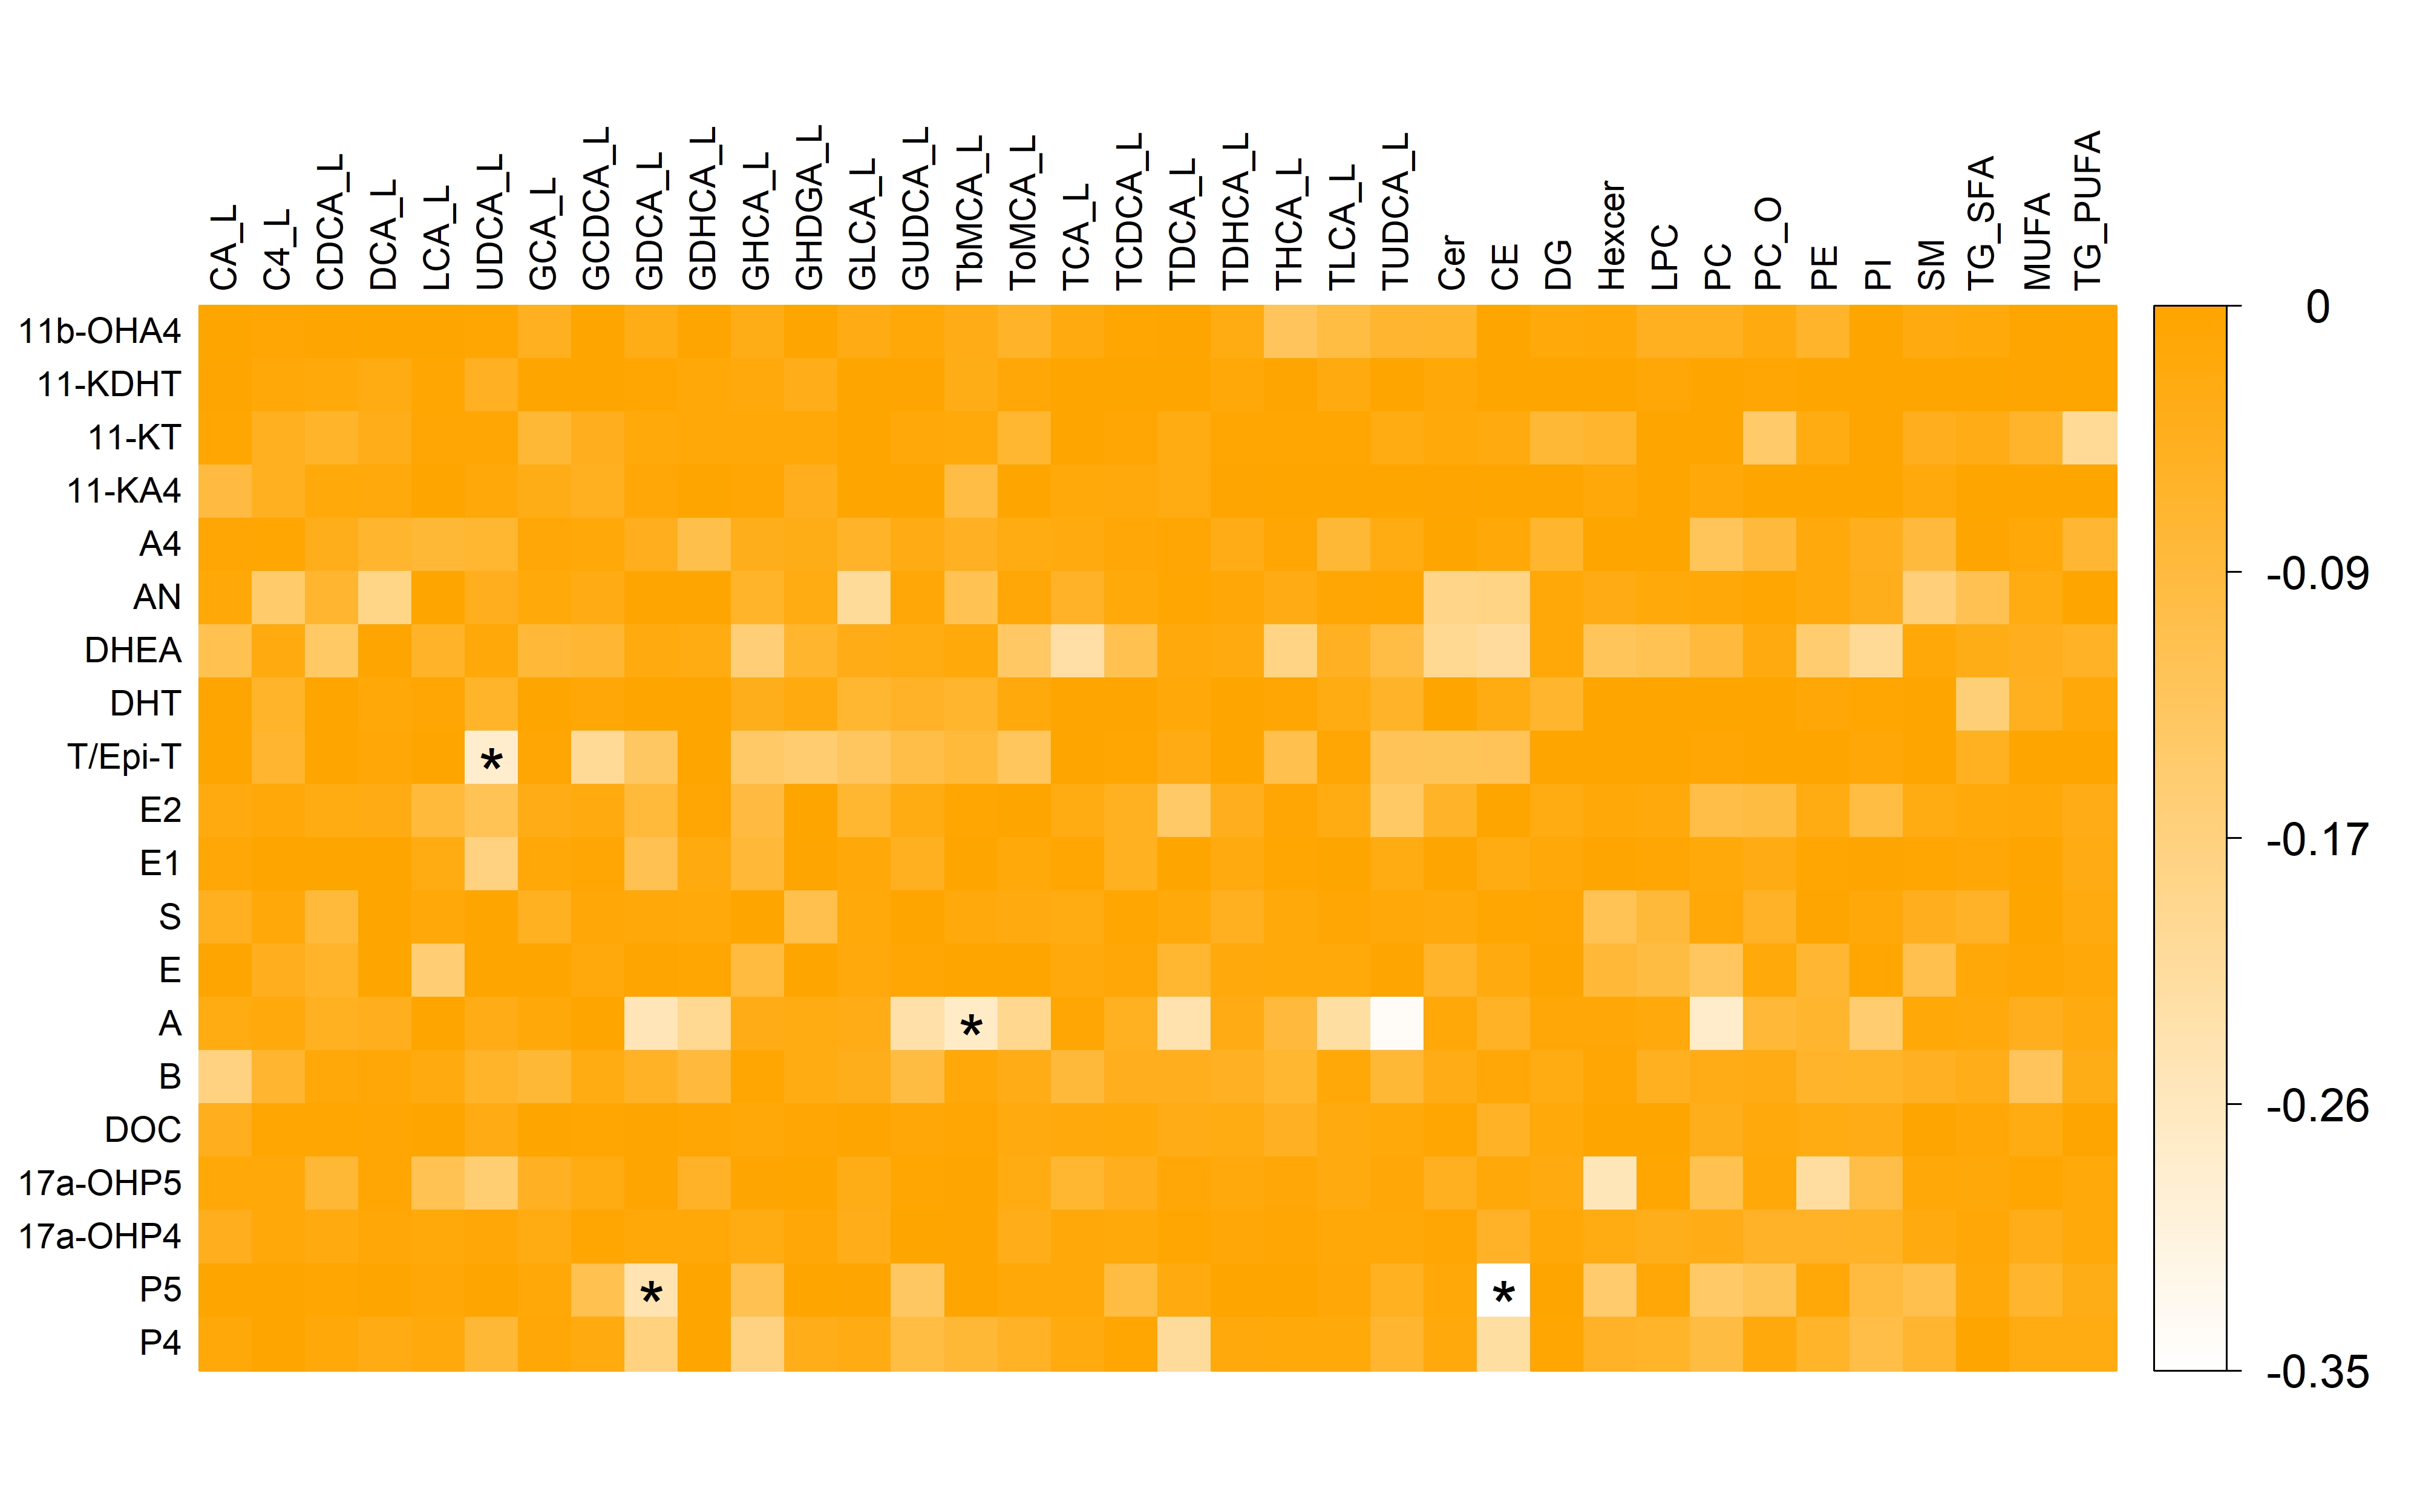 CA_L C4_L CDCA_L DCA_L LCA_L UDCA_L GCA_L GCDCA_L GDCA_L GDHCA_L GHCA_L GHDGA_L GLCA_L GUDCA_L TbMCA_L ToMCA_L TCA_L TCDCA_L TDCA_L TDHCA_L THCA_L TLCA_L TUDCA_L Cer CE DG Hexcer LPC PC PC_O PE PI SM TG_SFA MUFA TG_PUFA
11b-OHA4
11-KDHT
11-KT
11-KA4
A4
AN
DHEA
DHT
T/Epi-T *
E2
E1
S
E
A *
B
DOC
17a-OHP5
17a-OHP4
P5 * *
P4
0
-0.09
-0.17
-0.26
-0.35